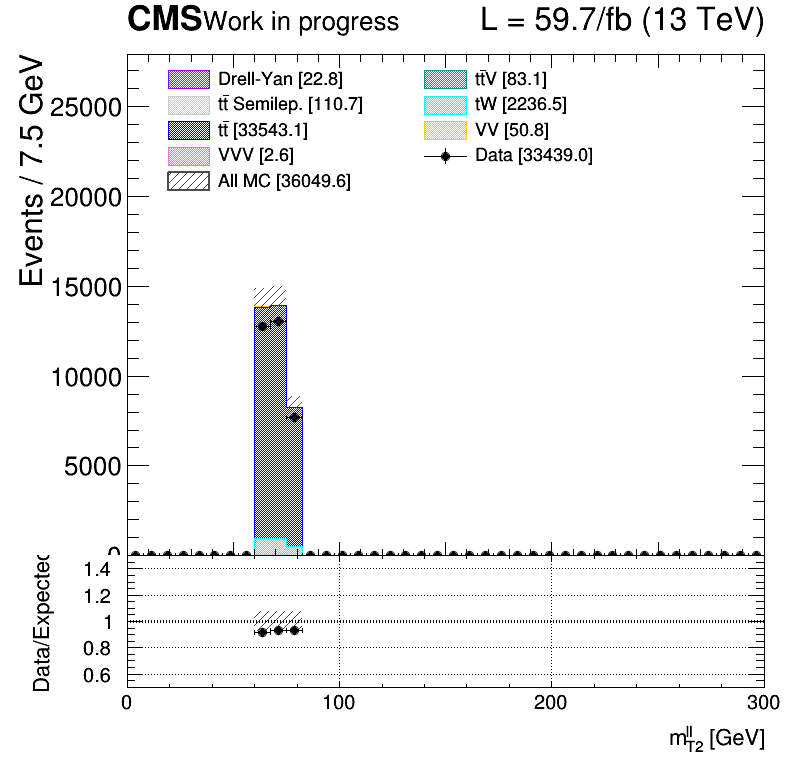 CMS Work in progress L = 59.7/fb (13 TeV)
Events / 7.5 GeV
25000
20000
15000
10000
5000
0
Drell-Yan [22.8]
tt̄ Semilep. [110.7]
tt̄ [33543.1]
VVV [2.6]
All MC [36049.6]
tt̄V [83.1]
tW [2236.5]
VV [50.8]
Data [33439.0]
Data/Expected
1.4
1.2
1
0.8
0.6
0 100 200 300
m_{T2}^{ll} [GeV]